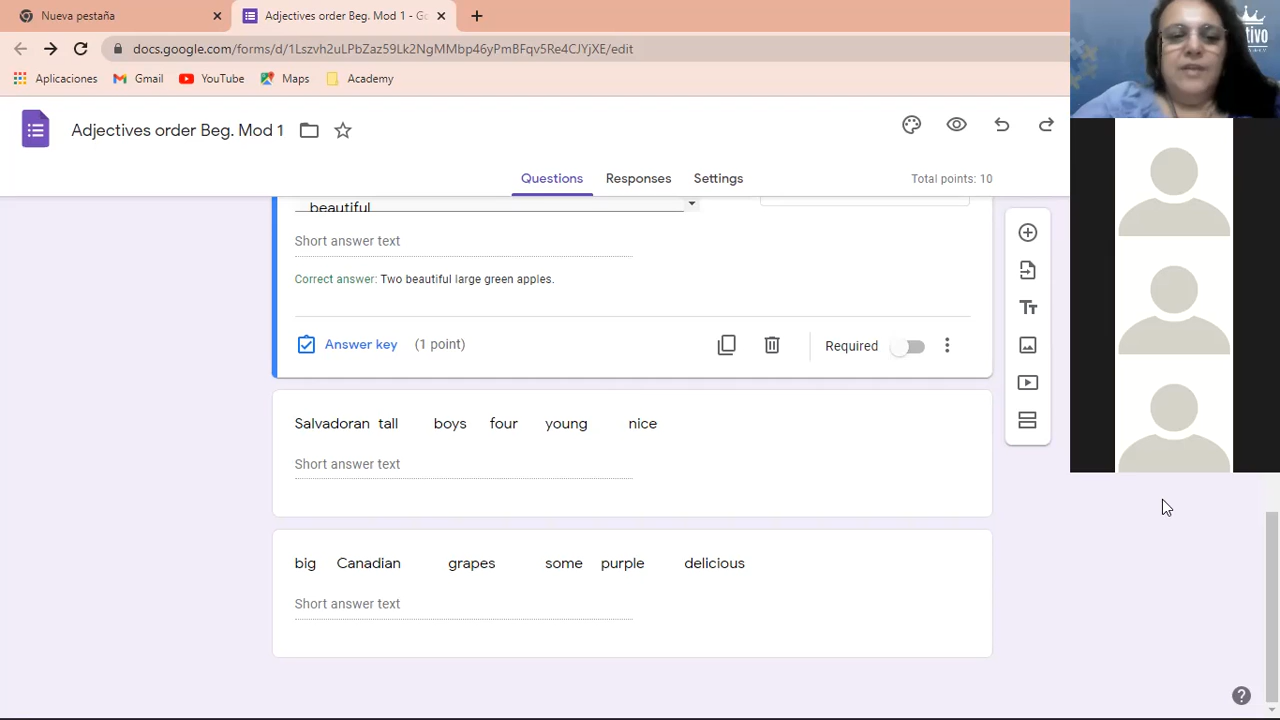 Nueva pestaña
Adjectives order Beg. Mod 1 - Go
docs.google.com/forms/d/1Lszvh2uLPbZaz59Lk2NgMMbp46yPmBFqv5Re4CJYjXE/edit
Aplicaciones Gmail YouTube Maps Academy
tivo
Adjectives order Beg. Mod 1
Questions Responses Settings Total points: 10
beautiful
Short answer text
Correct answer: Two beautiful large green apples.
Answer key (1 point) Required
Salvadoran tall boys four young nice
Short answer text
big Canadian grapes some purple delicious
Short answer text